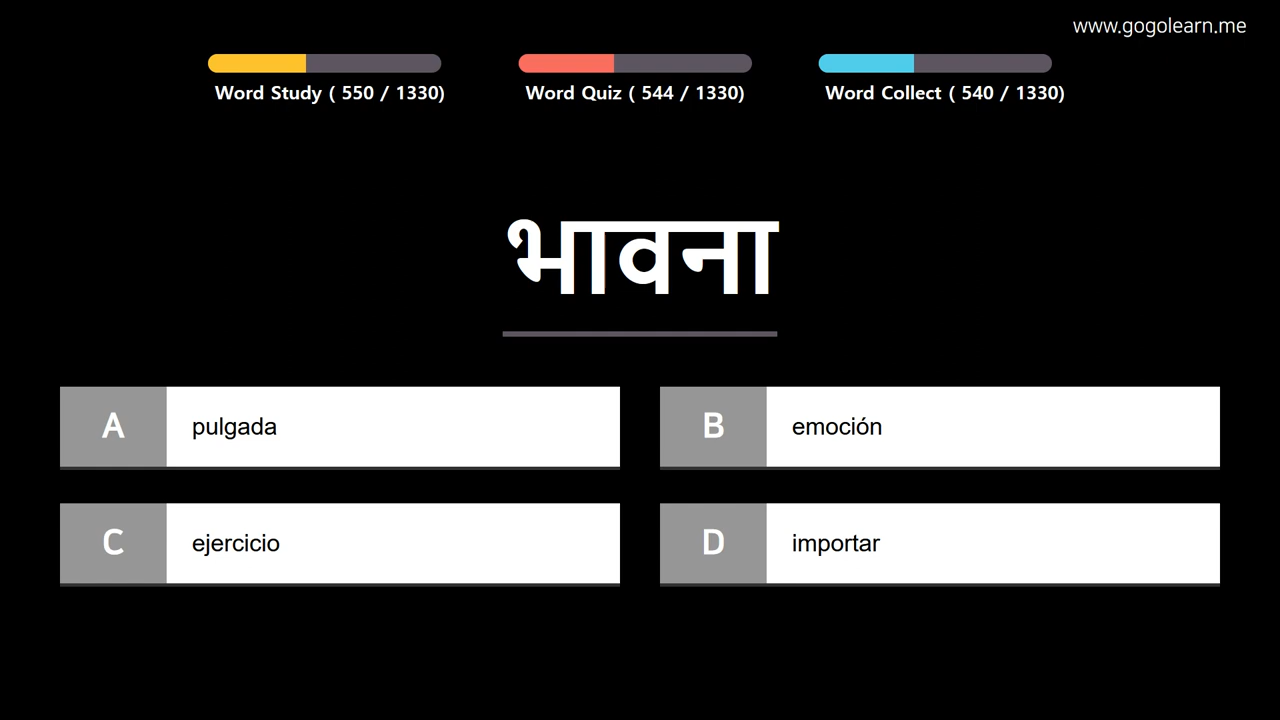 www.gogolearn.me
Word Study ( 550 / 1330)
Word Quiz ( 544 / 1330)
Word Collect ( 540 / 1330)
भावना
A pulgada
B emoción
C ejercicio
D importar